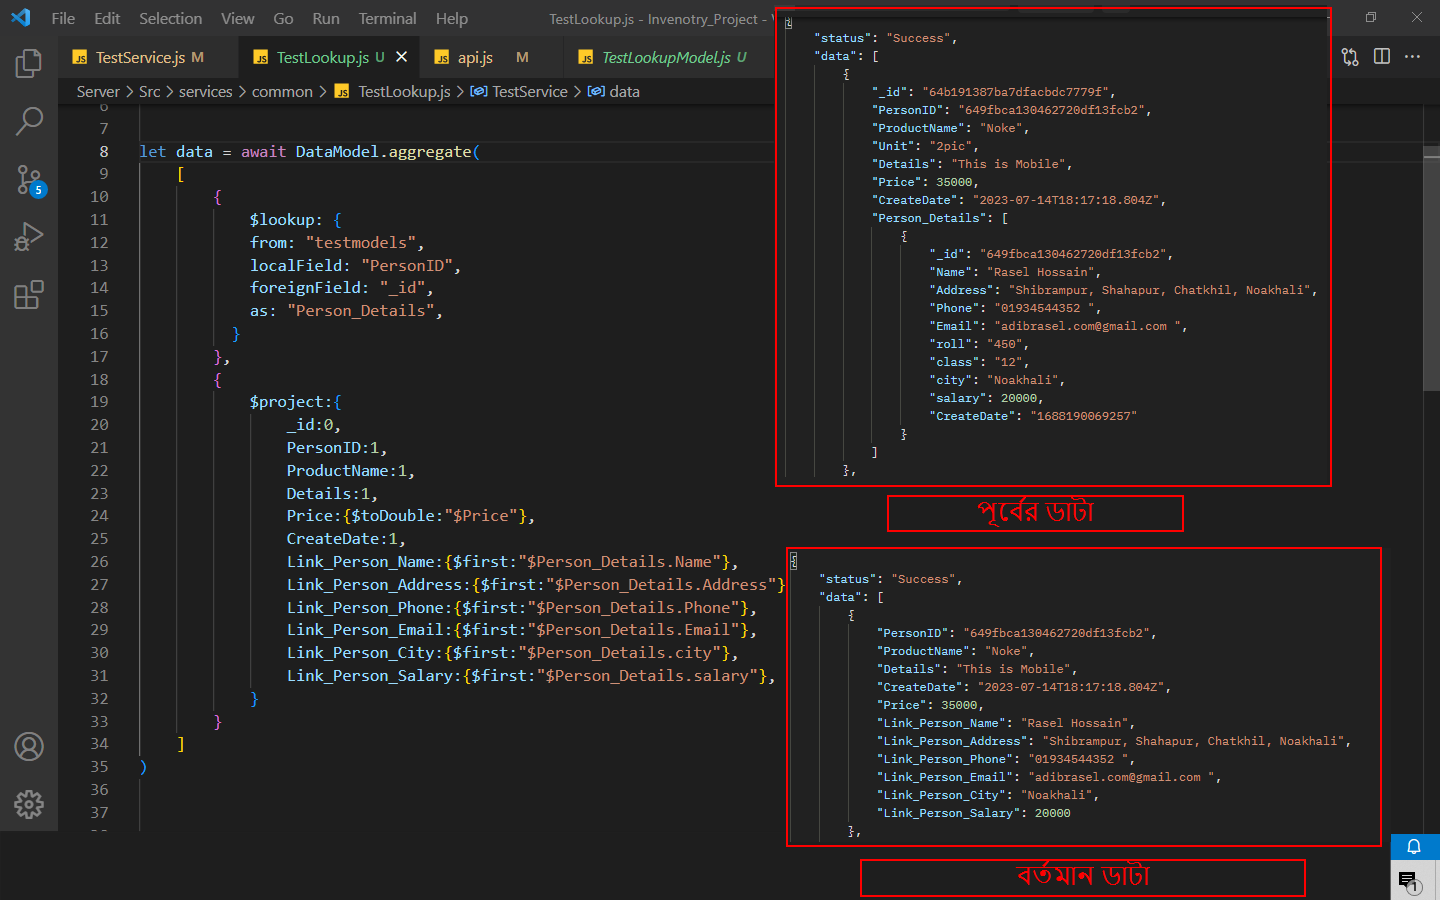 File Edit Selection View Go Run Terminal Help
TestLookup.js - Invenotry_Project -
TestService.js M
TestLookup.js U
api.js M
TestLookupModel.js U
Server > Src > services > common > TestLookup.js > TestService > data
6
7
8 let data = await DataModel.aggregate(
9 [
10 {
11 $lookup: {
12 from: "testmodels",
13 localField: "PersonID",
14 foreignField: "_id",
15 as: "Person_Details",
16 }
17 },
18 {
19 $project:{
20 _id:0,
21 PersonID:1,
22 ProductName:1,
23 Details:1,
24 Price:{$toDouble:"$Price"},
25 CreateDate:1,
26 Link_Person_Name:{$first:"$Person_Details.Name"},
27 Link_Person_Address:{$first:"$Person_Details.Address"}
28 Link_Person_Phone:{$first:"$Person_Details.Phone"},
29 Link_Person_Email:{$first:"$Person_Details.Email"},
30 Link_Person_City:{$first:"$Person_Details.city"},
31 Link_Person_Salary:{$first:"$Person_Details.salary"},
32 }
33 }
34 ]
35 )
36
37
5
{
"status": "Success",
"data": [
{
"_id": "64b191387ba7dfacbdc7779f",
"PersonID": "649fbca130462720df13fcb2",
"ProductName": "Noke",
"Unit": "2pic",
"Details": "This is Mobile",
"Price": 35000,
"CreateDate": "2023-07-14T18:17:18.804Z",
"Person_Details": [
{
"_id": "649fbca130462720df13fcb2",
"Name": "Rasel Hossain",
"Address": "Shibrampur, Shahapur, Chatkhil, Noakhali",
"Phone": "01934544352 ",
"Email": "adibrasel.com@gmail.com ",
"roll": "450",
"class": "12",
"city": "Noakhali",
"salary": 20000,
"CreateDate": "1688190069257"
}
]
},
পূর্বের ডাটা
{
"status": "Success",
"data": [
{
"PersonID": "649fbca130462720df13fcb2",
"ProductName": "Noke",
"Details": "This is Mobile",
"CreateDate": "2023-07-14T18:17:18.804Z",
"Price": 35000,
"Link_Person_Name": "Rasel Hossain",
"Link_Person_Address": "Shibrampur, Shahapur, Chatkhil, Noakhali",
"Link_Person_Phone": "01934544352 ",
"Link_Person_Email": "adibrasel.com@gmail.com ",
"Link_Person_City": "Noakhali",
"Link_Person_Salary": 20000
},
বর্তমান ডাটা
1